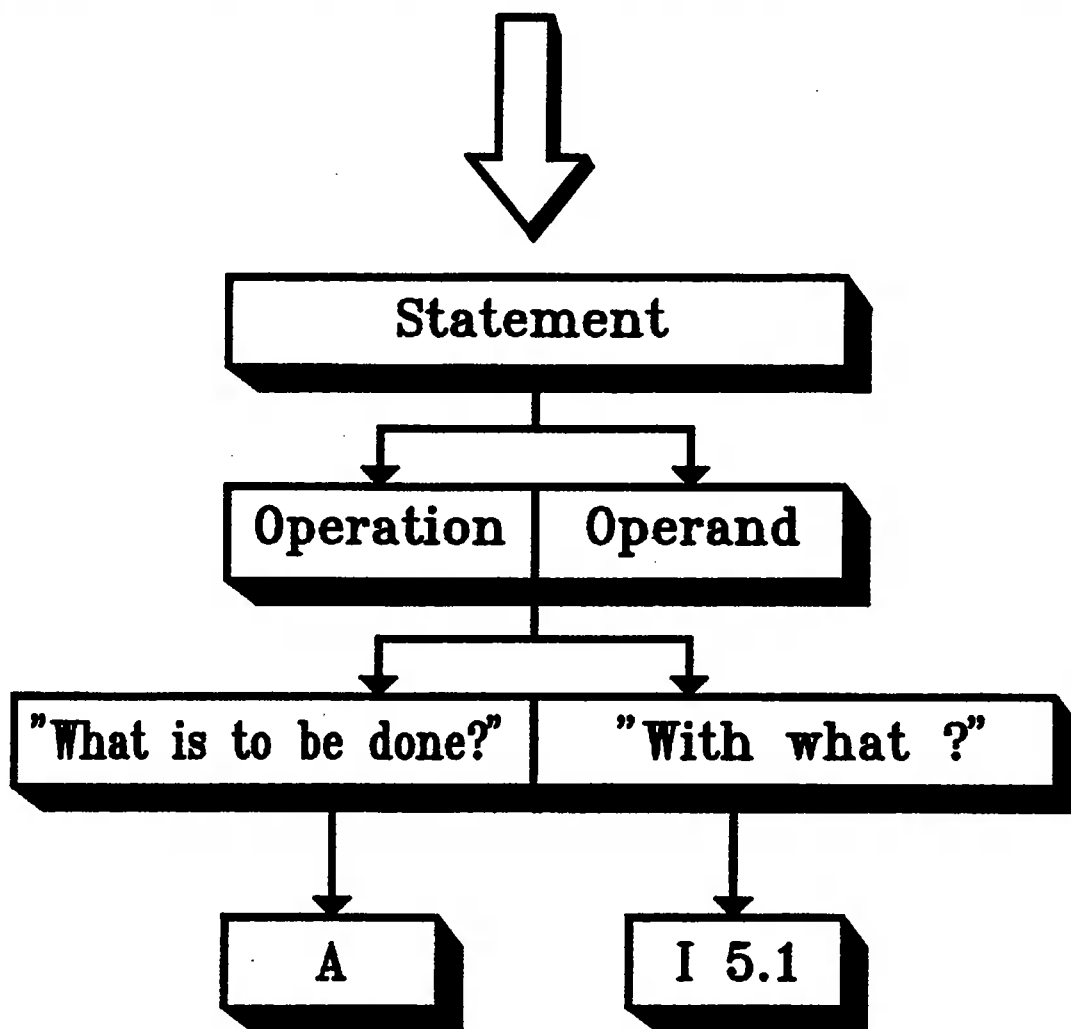 Statement
Operation Operand
"What is to be done?" "With what ?"
A I 5.1